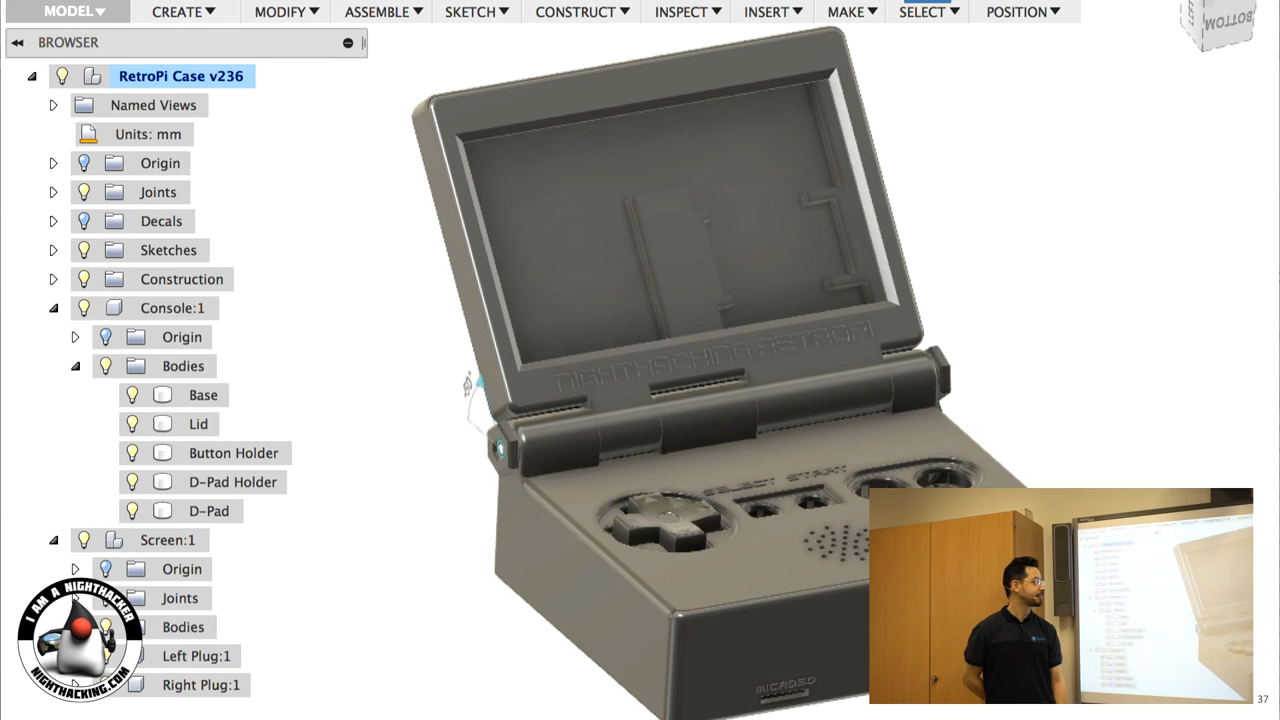 MODEL▾ CREATE▾ MODIFY▾ ASSEMBLE▾ SKETCH▾ CONSTRUCT▾ INSPECT▾ INSERT▾ MAKE▾ SELECT▾ POSITION▾
BOTTOM
BROWSER
RetroPi Case v236
Named Views
Units: mm
Origin
Joints
Decals
Sketches
Construction
Console:1
Origin
Bodies
Base
Lid
Button Holder
D-Pad Holder
D-Pad
Screen:1
Origin
Joints
Bodies
Left Plug:1
Right Plug:1
NIGHTHACKING RETROPI
SELECT START
MICROSD
I AM A NIGHTHACKER
NIGHTHACKING.COM
37